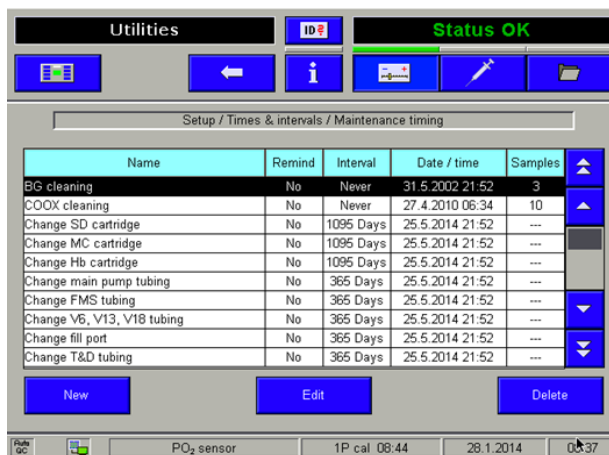 Utilities
ID
Status OK
i
Setup / Times & intervals / Maintenance timing
Name Remind Interval Date / time Samples
BG cleaning No Never 31.5.2002 21:52 3
COOX cleaning No Never 27.4.2010 06:34 10
Change SD cartridge No 1095 Days 25.5.2014 21:52 ---
Change MC cartridge No 1095 Days 25.5.2014 21:52 ---
Change Hb cartridge No 1095 Days 25.5.2014 21:52 ---
Change main pump tubing No 365 Days 25.5.2014 21:52 ---
Change FMS tubing No 365 Days 25.5.2014 21:52 ---
Change V6, V13, V18 tubing No 365 Days 25.5.2014 21:52 ---
Change fill port No 365 Days 25.5.2014 21:52 ---
Change T&D tubing No 365 Days 25.5.2014 21:52 ---
New Edit Delete
Auto QC PO₂ sensor 1P cal 08:44 28.1.2014